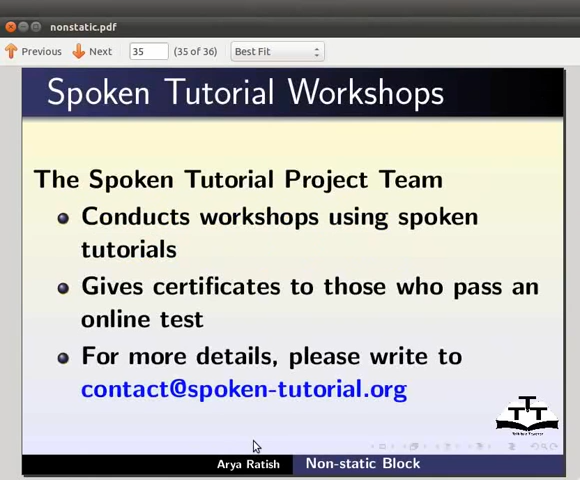 nonstatic.pdf
Previous Next 35 (35 of 36) Best Fit
Spoken Tutorial Workshops
The Spoken Tutorial Project Team
Conducts workshops using spoken
tutorials
Gives certificates to those who pass an
online test
For more details, please write to
contact@spoken-tutorial.org
Arya Ratish Non-static Block